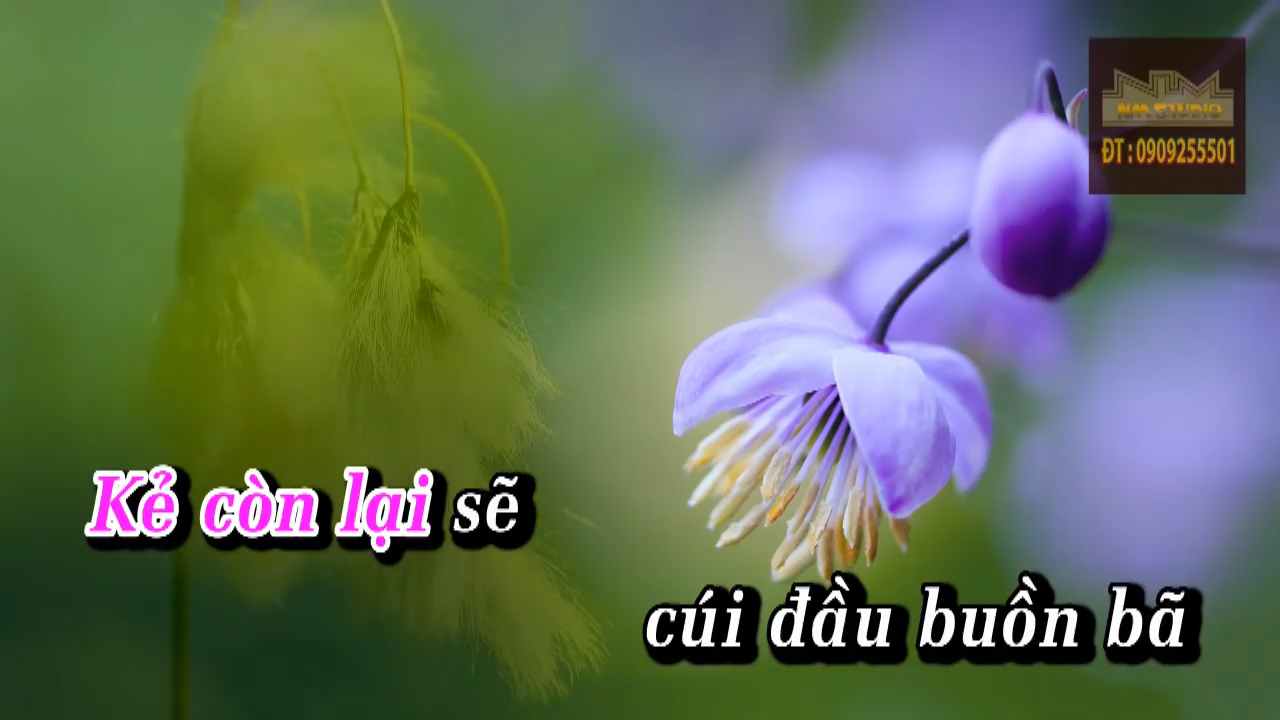 NM STUDIO
ĐT : 0909255501
Kẻ còn lại sẽ
cúi đầu buồn bã